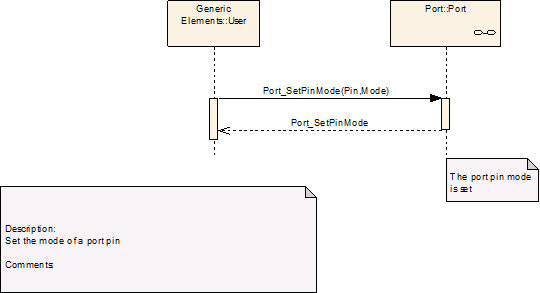 Generic
Elements::User
Port::Port
Port_SetPinMode(Pin,Mode)
Port_SetPinMode
The port pin mode
is set
Description:
Set the mode of a port pin
Comments: